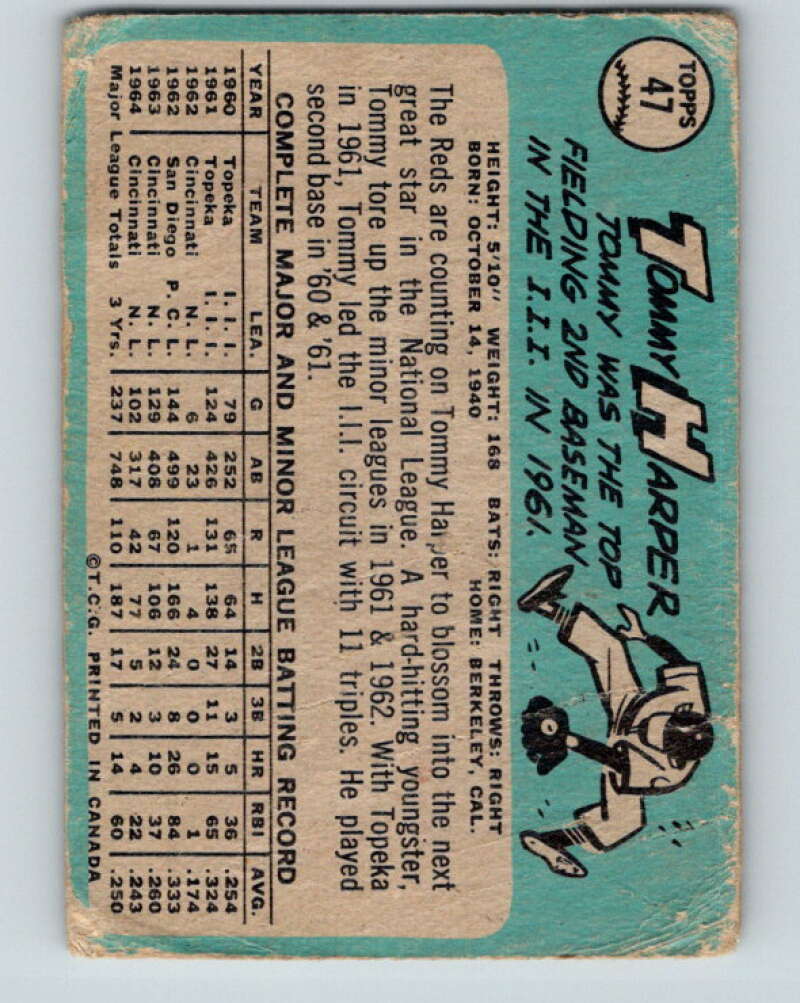 TOPPS
47
TOMMY HARPER
TOMMY WAS THE TOP
FIELDING 2ND BASEMAN
IN THE I.I.I. IN 1961.
HEIGHT: 5'10" WEIGHT: 168 BATS: RIGHT THROWS: RIGHT
BORN: OCTOBER 14, 1940 HOME: BERKELEY, CAL.
The Reds are counting on Tommy Harper to blossom into the next
great star in the National League. A hard-hitting youngster,
Tommy tore up the minor leagues in 1961 & 1962. With Topeka
in 1961, Tommy led the I.I.I. circuit with 11 triples. He played
second base in '60 & '61.
COMPLETE MAJOR AND MINOR LEAGUE BATTING RECORD
YEAR TEAM LEA. G AB R H 2B 3B HR RBI AVG.
1960 Topeka I. I. I. 79 252 65 64 14 3 5 36 .254
1961 Topeka I. I. I. 124 426 131 138 27 11 15 65 .324
1962 Cincinnati N. L. 6 23 1 4 0 0 0 1 .174
1962 San Diego P. C. L. 144 499 120 166 24 8 26 84 .333
1963 Cincinnati N. L. 129 408 67 106 12 3 10 37 .260
1964 Cincinnati N. L. 102 317 42 77 5 2 4 22 .243
Major League Totals 3 Yrs. 237 748 110 187 17 5 14 60 .250
©T.C.G. PRINTED IN CANADA